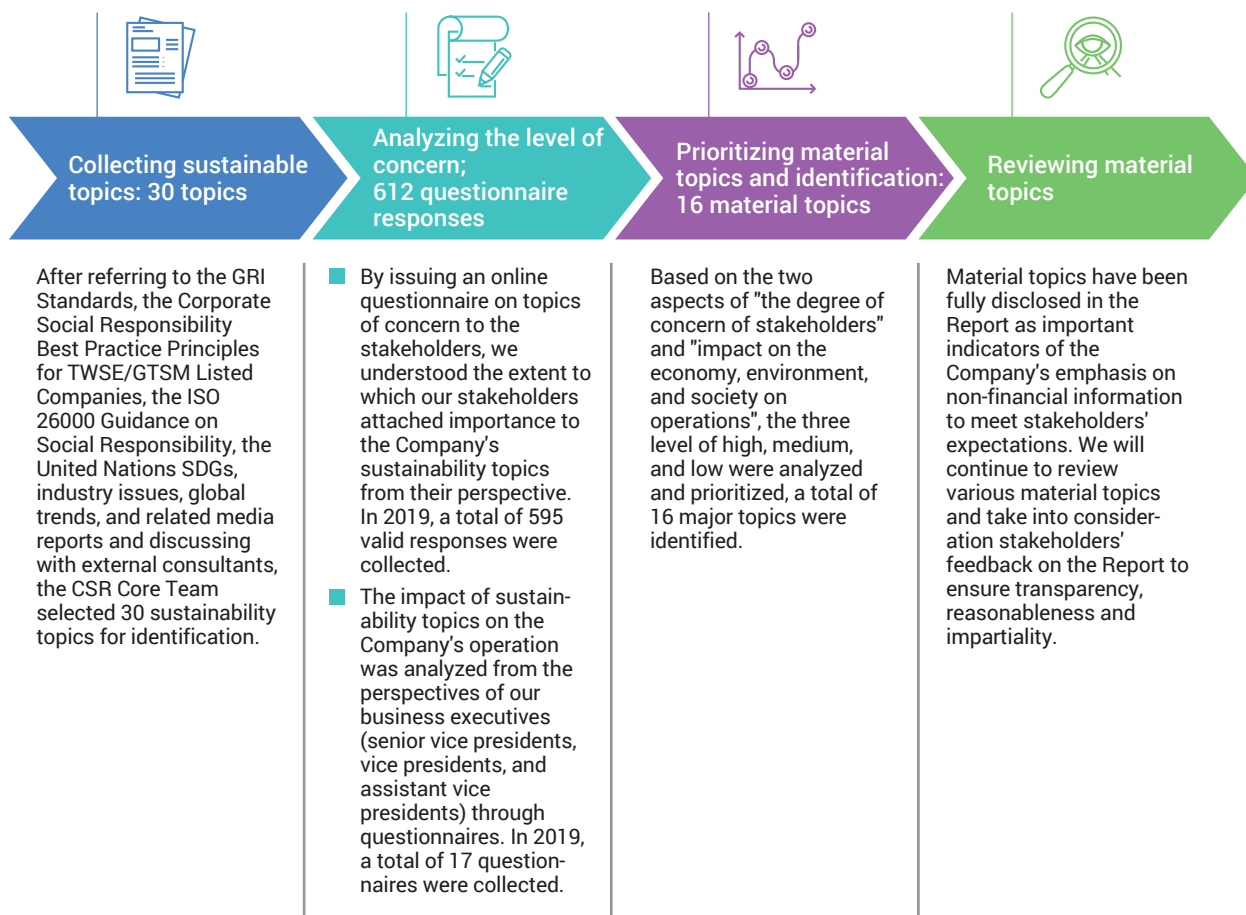 Collecting sustainable
topics: 30 topics
Analyzing the level of
concern;
612 questionnaire
responses
Prioritizing material
topics and identification:
16 material topics
Reviewing material
topics
After referring to the GRI
Standards, the Corporate
Social Responsibility
Best Practice Principles
for TWSE/GTSM Listed
Companies, the ISO
26000 Guidance on
Social Responsibility, the
United Nations SDGs,
industry issues, global
trends, and related media
reports and discussing
with external consultants,
the CSR Core Team
selected 30 sustainability
topics for identification.
By issuing an online
questionnaire on topics
of concern to the
stakeholders, we
understood the extent to
which our stakeholders
attached importance to
the Company's
sustainability topics
from their perspective.
In 2019, a total of 595
valid responses were
collected.
The impact of sustain-
ability topics on the
Company's operation
was analyzed from the
perspectives of our
business executives
(senior vice presidents,
vice presidents, and
assistant vice
presidents) through
questionnaires. In 2019,
a total of 17 question-
naires were collected.
Based on the two
aspects of "the degree of
concern of stakeholders"
and "impact on the
economy, environment,
and society on
operations", the three
level of high, medium,
and low were analyzed
and prioritized, a total of
16 major topics were
identified.
Material topics have been
fully disclosed in the
Report as important
indicators of the
Company's emphasis on
non-financial information
to meet stakeholders'
expectations. We will
continue to review
various material topics
and take into consider-
ation stakeholders'
feedback on the Report to
ensure transparency,
reasonableness and
impartiality.